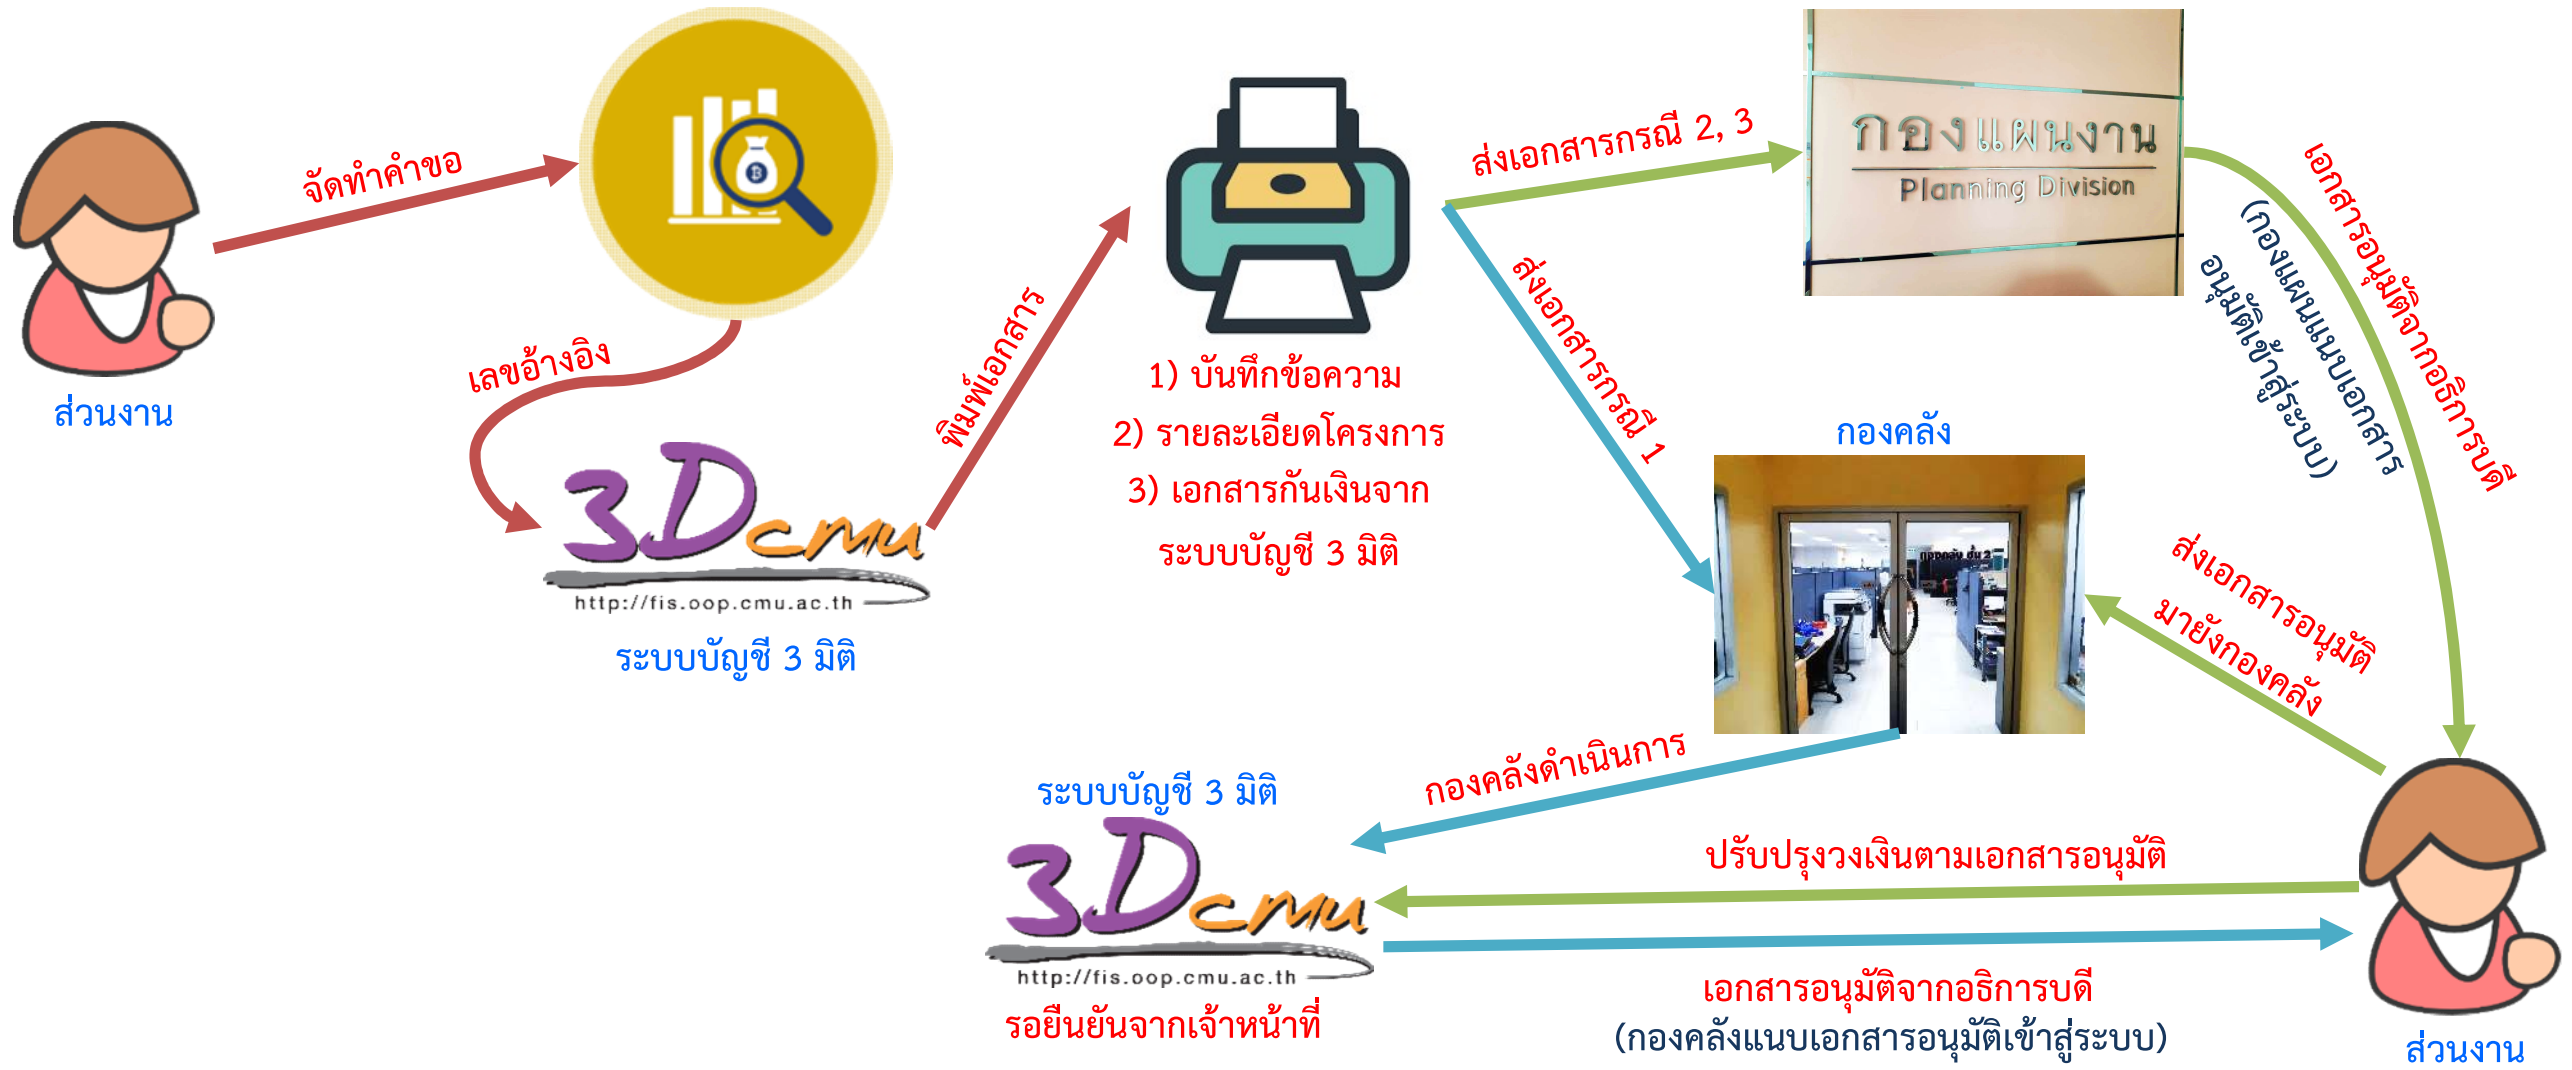 จัดทำคำขอ
ส่วนงาน
เลขอ้างอิง
3D cmu
http://fis.oop.cmu.ac.th
ระบบบัญชี 3 มิติ
พิมพ์เอกสาร
1) บันทึกข้อความ
2) รายละเอียดโครงการ
3) เอกสารกันเงินจาก
ระบบบัญชี 3 มิติ
ส่งเอกสารกรณี 2, 3
กองแผนงาน
Planning Division
ส่งเอกสารกรณี 1
เอกสารอนุมัติจากอธิการบดี
(กองแผนแนบเอกสาร
อนุมัติเข้าสู่ระบบ)
กองคลัง
กองคลัง ชั้น 2
ส่งเอกสารอนุมัติ
มายังกองคลัง
กองคลังดำเนินการ
ระบบบัญชี 3 มิติ
3D cmu
http://fis.oop.cmu.ac.th
รอยืนยันจากเจ้าหน้าที่
ปรับปรุงวงเงินตามเอกสารอนุมัติ
เอกสารอนุมัติจากอธิการบดี
(กองคลังแนบเอกสารอนุมัติเข้าสู่ระบบ)
ส่วนงาน